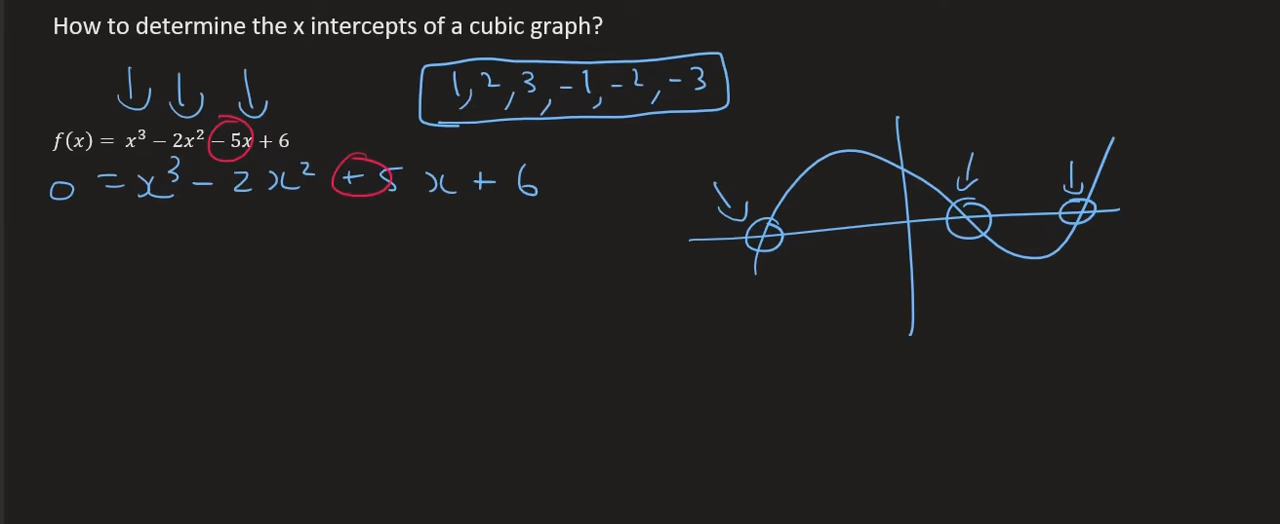 How to determine the x intercepts of a cubic graph?
1, 2, 3, -1, -2, -3
f(x) = x³ − 2x² − 5x + 6
0 = x³ − 2x² + 5x + 6